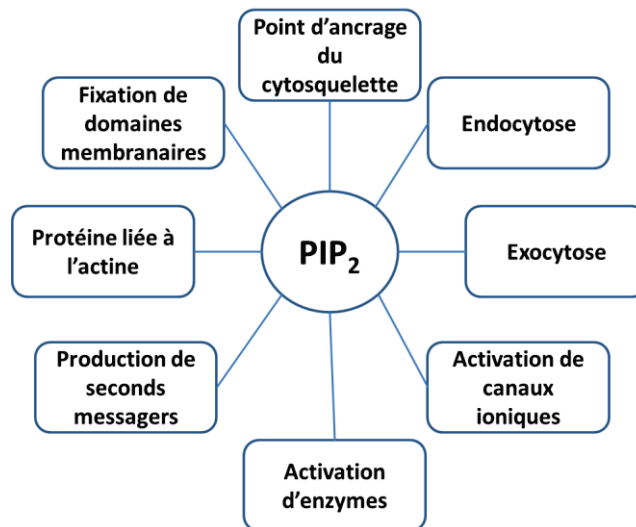 Point d'ancrage
du
cytosquelette
Fixation de
domaines
membranaires
Endocytose
Protéine liée à
l'actine
PIP₂
Exocytose
Production de
seconds
messagers
Activation de
canaux
ioniques
Activation
d'enzymes